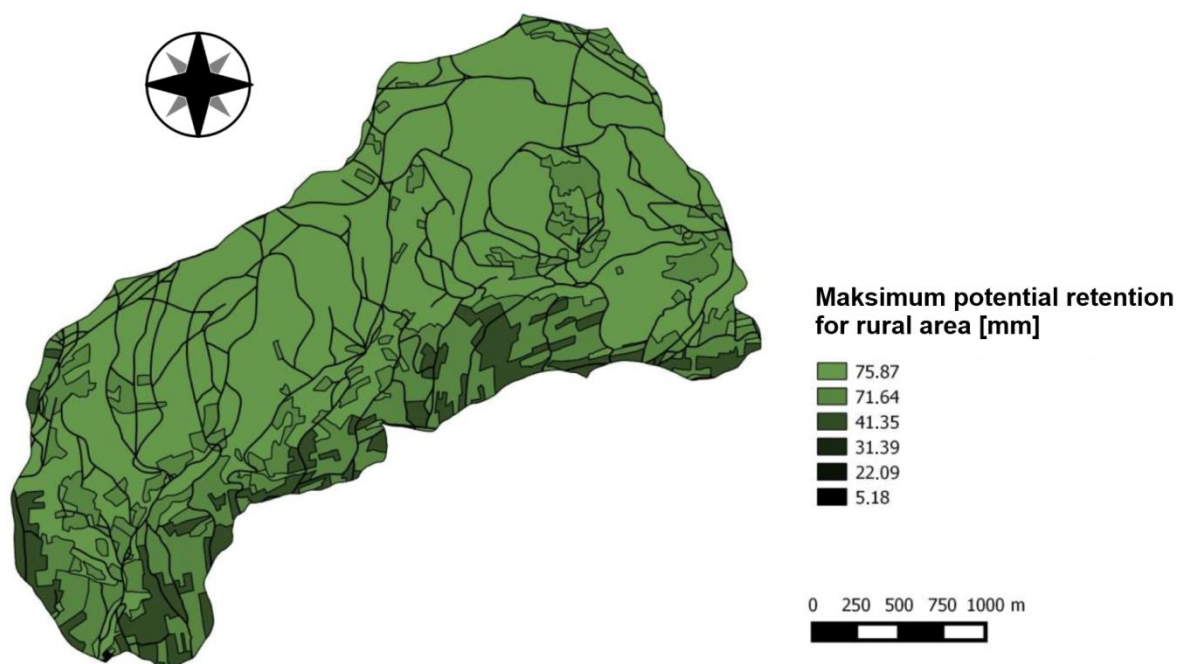 Maksimum potential retention
for rural area [mm]
75.87
71.64
41.35
31.39
22.09
5.18
0 250 500 750 1000 m